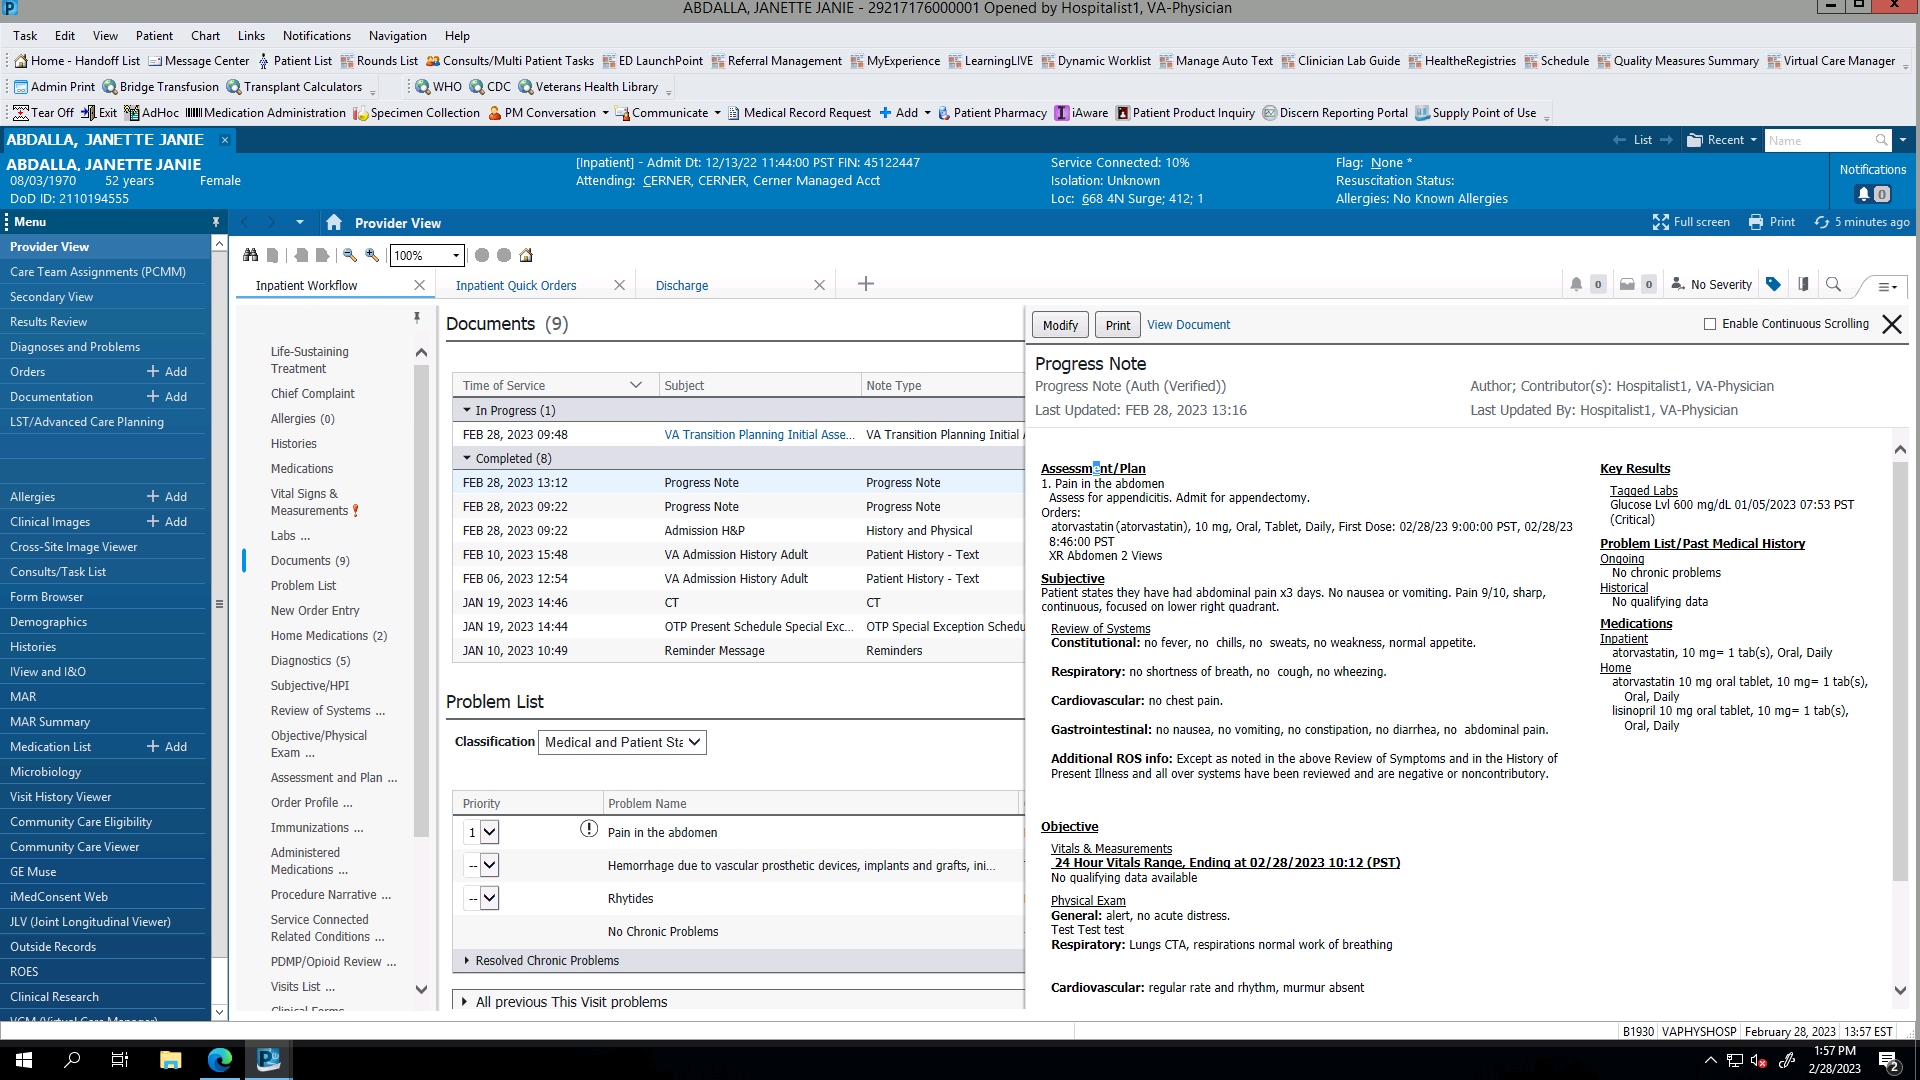 ABDALLA, JANETTE JANIE - 29217176000001 Opened by Hospitalist1, VA-Physician
Task Edit View Patient Chart Links Notifications Navigation Help
Home - Handoff List Message Center Patient List Rounds List Consults/Multi Patient Tasks ED LaunchPoint Referral Management MyExperience LearningLIVE Dynamic Worklist Manage Auto Text Clinician Lab Guide HealtheRegistries Schedule Quality Measures Summary Virtual Care Manager
Admin Print Bridge Transfusion Transplant Calculators WHO CDC Veterans Health Library
Tear Off Exit AdHoc Medication Administration Specimen Collection PM Conversation Communicate Medical Record Request Add Patient Pharmacy iAware Patient Product Inquiry Discern Reporting Portal Supply Point of Use
ABDALLA, JANETTE JANIE
List Recent Name
ABDALLA, JANETTE JANIE
08/03/1970 52 years Female
DoD ID: 2110194555
[Inpatient] - Admit Dt: 12/13/22 11:44:00 PST FIN: 45122447
Attending: CERNER, CERNER, Cerner Managed Acct
Service Connected: 10%
Isolation: Unknown
Loc: 668 4N Surge; 412; 1
Flag: None *
Resuscitation Status:
Allergies: No Known Allergies
Notifications
0
Menu
Provider View
Full screen Print 5 minutes ago
Provider View
Care Team Assignments (PCMM)
Secondary View
Results Review
Diagnoses and Problems
Orders + Add
Documentation + Add
LST/Advanced Care Planning
Allergies + Add
Clinical Images + Add
Cross-Site Image Viewer
Consults/Task List
Form Browser
Demographics
Histories
IView and I&O
MAR
MAR Summary
Medication List + Add
Microbiology
Visit History Viewer
Community Care Eligibility
Community Care Viewer
GE Muse
iMedConsent Web
JLV (Joint Longitudinal Viewer)
Outside Records
ROES
Clinical Research
VCM (Virtual Care Manager)
100%
Inpatient Workflow Inpatient Quick Orders Discharge
0 0 No Severity
Life-Sustaining
Treatment
Chief Complaint
Allergies (0)
Histories
Medications
Vital Signs &
Measurements
Labs ...
Documents (9)
Problem List
New Order Entry
Home Medications (2)
Diagnostics (5)
Subjective/HPI
Review of Systems ...
Objective/Physical
Exam ...
Assessment and Plan ...
Order Profile ...
Immunizations ...
Administered
Medications ...
Procedure Narrative ...
Service Connected
Related Conditions ...
PDMP/Opioid Review ...
Visits List ...
Clinical Forms
Documents (9)
Time of Service Subject Note Type
In Progress (1)
FEB 28, 2023 09:48 VA Transition Planning Initial Asse... VA Transition Planning Initial A
Completed (8)
FEB 28, 2023 13:12 Progress Note Progress Note
FEB 28, 2023 09:22 Progress Note Progress Note
FEB 28, 2023 09:22 Admission H&P History and Physical
FEB 10, 2023 15:48 VA Admission History Adult Patient History - Text
FEB 06, 2023 12:54 VA Admission History Adult Patient History - Text
JAN 19, 2023 14:46 CT CT
JAN 19, 2023 14:44 OTP Present Schedule Special Exc... OTP Special Exception Schedu
JAN 10, 2023 10:49 Reminder Message Reminders
Problem List
Classification Medical and Patient Sta
Priority Problem Name
1 Pain in the abdomen
-- Hemorrhage due to vascular prosthetic devices, implants and grafts, ini...
-- Rhytides
No Chronic Problems
Resolved Chronic Problems
All previous This Visit problems
Modify Print View Document
Enable Continuous Scrolling
Progress Note
Progress Note (Auth (Verified))
Author; Contributor(s): Hospitalist1, VA-Physician
Last Updated: FEB 28, 2023 13:16
Last Updated By: Hospitalist1, VA-Physician
Assessment/Plan
1. Pain in the abdomen
Assess for appendicitis. Admit for appendectomy.
Orders:
atorvastatin (atorvastatin), 10 mg, Oral, Tablet, Daily, First Dose: 02/28/23 9:00:00 PST, 02/28/23
8:46:00 PST
XR Abdomen 2 Views
Subjective
Patient states they have had abdominal pain x3 days. No nausea or vomiting. Pain 9/10, sharp,
continuous, focused on lower right quadrant.
Review of Systems
Constitutional: no fever, no chills, no sweats, no weakness, normal appetite.
Respiratory: no shortness of breath, no cough, no wheezing.
Cardiovascular: no chest pain.
Gastrointestinal: no nausea, no vomiting, no constipation, no diarrhea, no abdominal pain.
Additional ROS info: Except as noted in the above Review of Symptoms and in the History of
Present Illness and all over systems have been reviewed and are negative or noncontributory.
Objective
Vitals & Measurements
24 Hour Vitals Range, Ending at 02/28/2023 10:12 (PST)
No qualifying data available
Physical Exam
General: alert, no acute distress.
Test Test test
Respiratory: Lungs CTA, respirations normal work of breathing
Cardiovascular: regular rate and rhythm, murmur absent
Key Results
Tagged Labs
Glucose Lvl 600 mg/dL 01/05/2023 07:53 PST
(Critical)
Problem List/Past Medical History
Ongoing
No chronic problems
Historical
No qualifying data
Medications
Inpatient
atorvastatin, 10 mg= 1 tab(s), Oral, Daily
Home
atorvastatin 10 mg oral tablet, 10 mg= 1 tab(s),
Oral, Daily
lisinopril 10 mg oral tablet, 10 mg= 1 tab(s),
Oral, Daily
B1930 VAPHYSHOSP February 28, 2023 13:57 EST
1:57 PM
2/28/2023
2